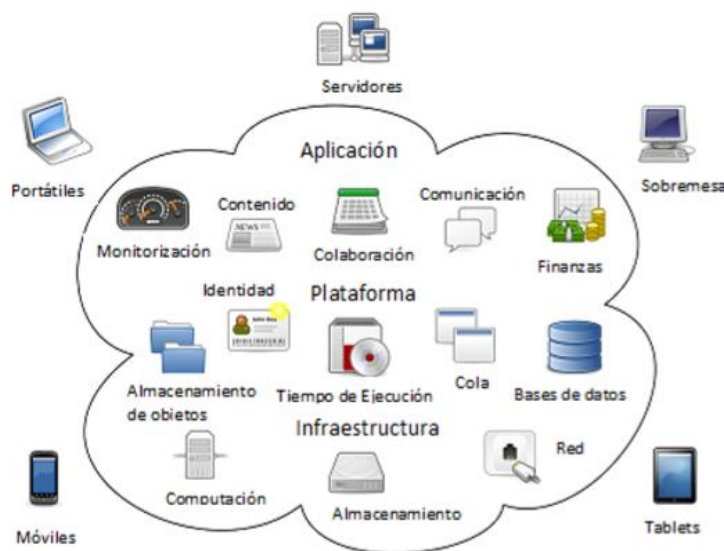 Servidores
Aplicación
Portátiles
Sobremesa
Contenido
Comunicación
NEWS
Monitorización
Colaboración
Finanzas
Identidad
Plataforma
Almacenamiento
de objetos
Tiempo de Ejecución
Cola
Bases de datos
Infraestructura
Red
Computación
Almacenamiento
Móviles
Tablets